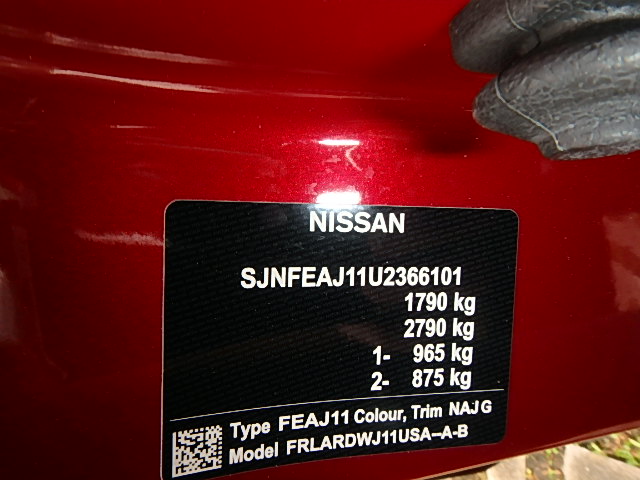 NISSAN
SJNFEAJ11U2366101
1790 kg
2790 kg
1- 965 kg
2- 875 kg
Type FEAJ11 Colour, Trim NAJ G
Model FRLARDWJ11USA--A-B